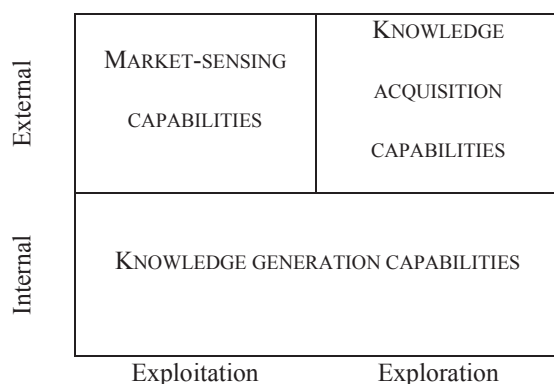 External
MARKET-SENSING
CAPABILITIES
KNOWLEDGE
ACQUISITION
CAPABILITIES
Internal
KNOWLEDGE GENERATION CAPABILITIES
Exploitation
Exploration